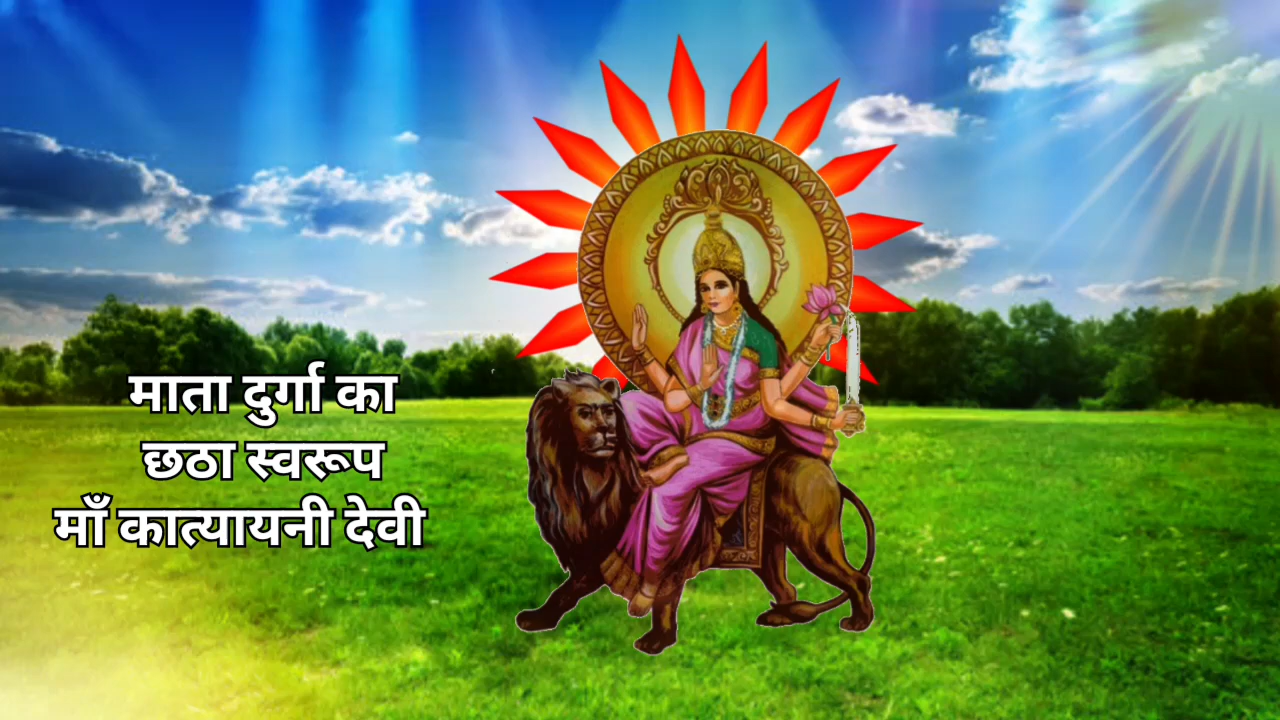 माता दुर्गा का
छठा स्वरूप
माँ कात्यायनी देवी